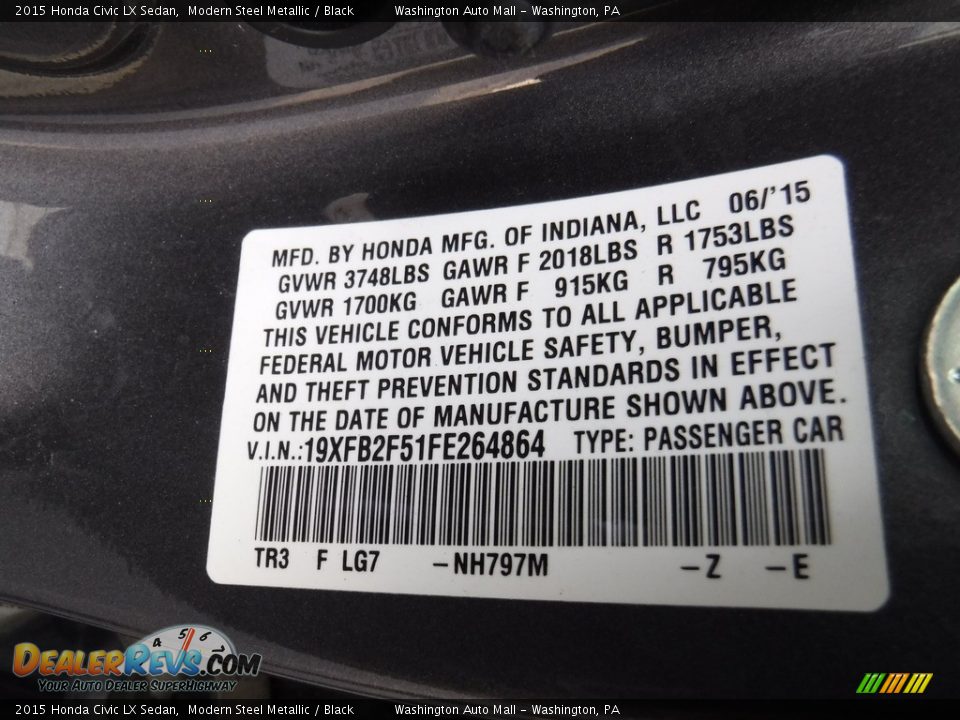 2015 Honda Civic LX Sedan, Modern Steel Metallic / Black Washington Auto Mall - Washington, PA
MFD. BY HONDA MFG. OF INDIANA, LLC 06/'15
GVWR 3748LBS GAWR F 2018LBS R 1753LBS
GVWR 1700KG GAWR F 915KG R 795KG
THIS VEHICLE CONFORMS TO ALL APPLICABLE
FEDERAL MOTOR VEHICLE SAFETY, BUMPER,
AND THEFT PREVENTION STANDARDS IN EFFECT
ON THE DATE OF MANUFACTURE SHOWN ABOVE.
V.I.N.:19XFB2F51FE264864 TYPE: PASSENGER CAR
TR3 F LG7 -NH797M -Z -E
4 5 6
DEALERREVS.COM
YOUR AUTO DEALER SUPERHIGHWAY
2015 Honda Civic LX Sedan, Modern Steel Metallic / Black Washington Auto Mall - Washington, PA